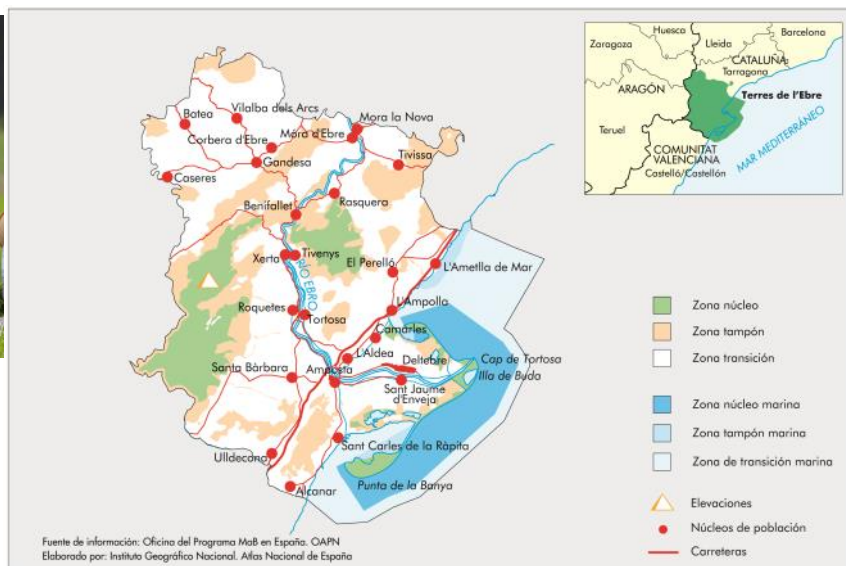 Huesca
Barcelona
Zaragoza
Lleida
CATALUÑA
Tarragona
ARAGÓN
Terres de l'Ebre
Teruel
COMUNITAT
VALENCIANA
Castelló/Castellón
MAR MEDITERRÁNEO
Batea
Vilalba dels Arcs
Mora la Nova
Corbera d'Ebre
Mora d'Ebre
Gandesa
Tivissa
Caseres
Benifallet
Rasquera
Xerta
Tivenys
RÍO EBRO
El Perelló
L'Ametlla de Mar
Roquetes
Tortosa
L'Ampolla
Camarles
L'Aldea
Deltebre
Cap de Tortosa
Illa de Buda
Santa Bàrbara
Amposta
Sant Jaume
d'Enveja
Ulldecona
Sant Carles de la Ràpita
Alcanar
Punta de la Banya
Zona núcleo
Zona tampón
Zona transición
Zona núcleo marina
Zona tampón marina
Zona de transición marina
Elevaciones
Núcleos de población
Carreteras
Fuente de información: Oficina del Programa MaB en España. OAPN
Elaborado por: Instituto Geográfico Nacional. Atlas Nacional de España